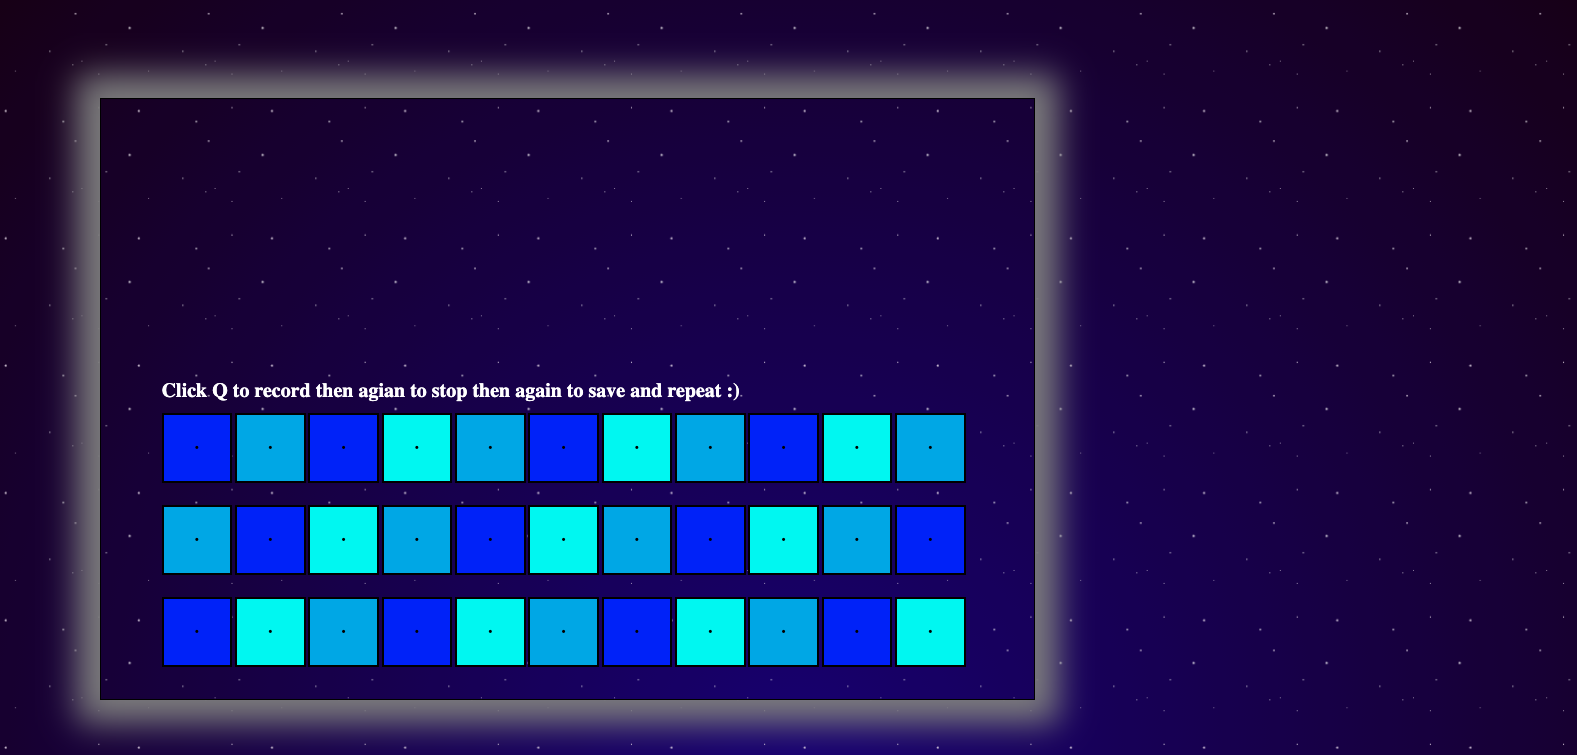 Click Q to record then agian to stop then again to save and repeat :)